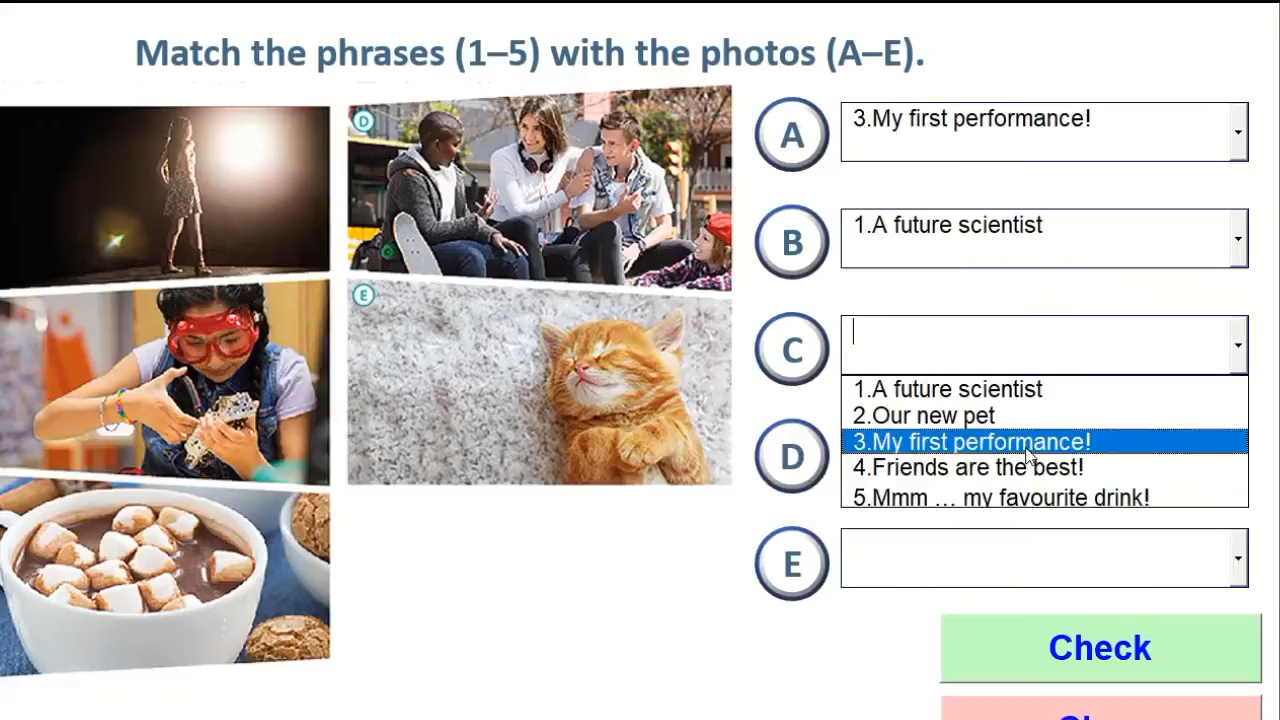 Match the phrases (1–5) with the photos (A–E).
D
E
A
3.My first performance!
B
1.A future scientist
C
1.A future scientist
2.Our new pet
3.My first performance!
4.Friends are the best!
5.Mmm … my favourite drink!
D
E
Check